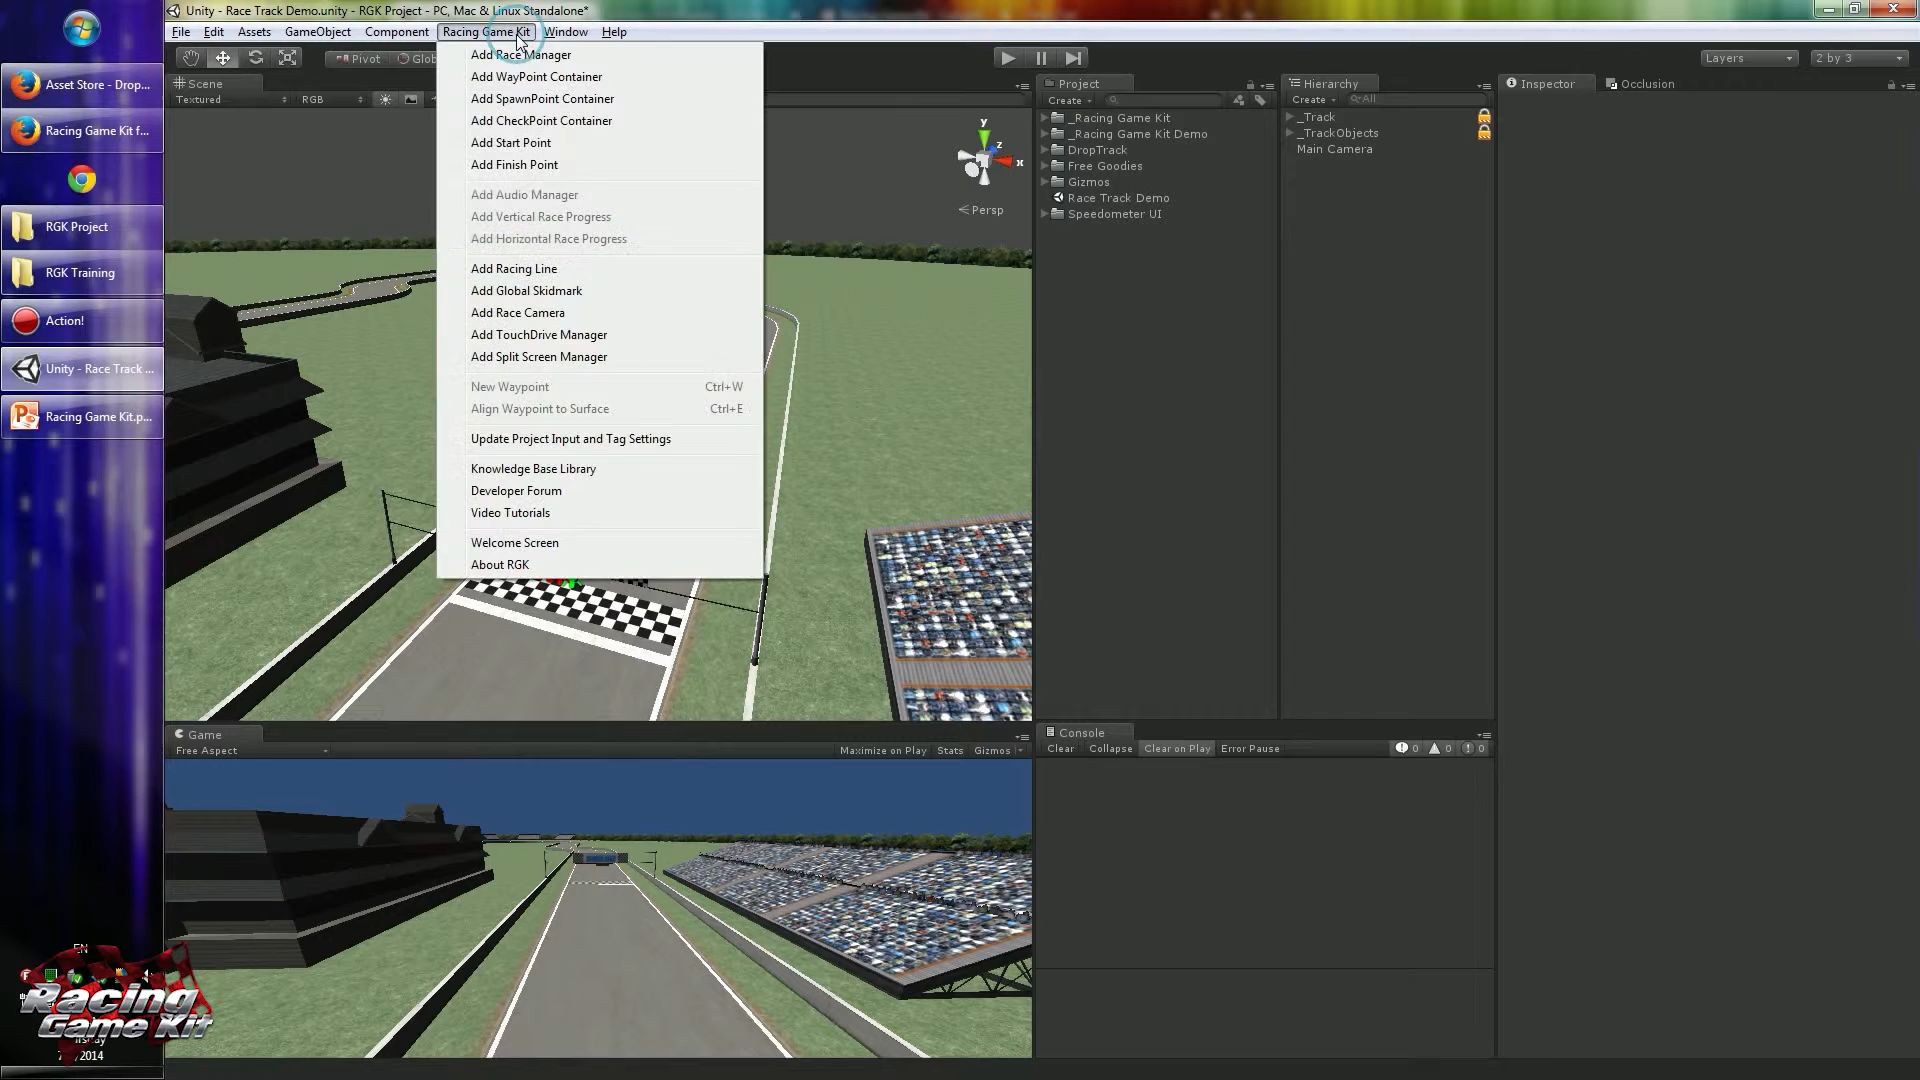 Unity - Race Track Demo.unity - RGK Project - PC, Mac & Linux Standalone*
File Edit Assets GameObject Component Racing Game Kit Window Help
Pivot Glob
Layers 2 by 3
Scene
Textured RGB
Add Race Manager
Add WayPoint Container
Add SpawnPoint Container
Add CheckPoint Container
Add Start Point
Add Finish Point
Add Audio Manager
Add Vertical Race Progress
Add Horizontal Race Progress
Add Racing Line
Add Global Skidmark
Add Race Camera
Add TouchDrive Manager
Add Split Screen Manager
New Waypoint Ctrl+W
Align Waypoint to Surface Ctrl+E
Update Project Input and Tag Settings
Knowledge Base Library
Developer Forum
Video Tutorials
Welcome Screen
About RGK
y
z
x
Persp
Project
Create
_Racing Game Kit
_Racing Game Kit Demo
DropTrack
Free Goodies
Gizmos
Race Track Demo
Speedometer UI
Hierarchy
Create All
_Track
_TrackObjects
Main Camera
Inspector Occlusion
Game
Free Aspect Maximize on Play Stats Gizmos
Console
Clear Collapse Clear on Play Error Pause 0 0 0
Asset Store - Drop...
Racing Game Kit f...
RGK Project
RGK Training
Action!
Unity - Race Track ...
Racing Game Kit.p...
EN
Racing
Game Kit